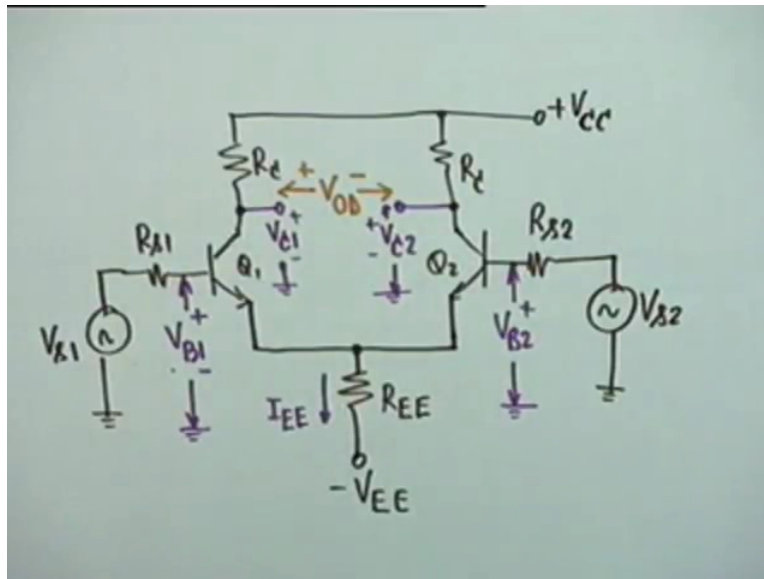 +VCC
RC
+ VOD -
RC
RS1
+
VC1
-
+
VC2
-
RS2
Q1
Q2
VS1
+
VB1
-
+
VB2
-
VS2
IEE
REE
-VEE